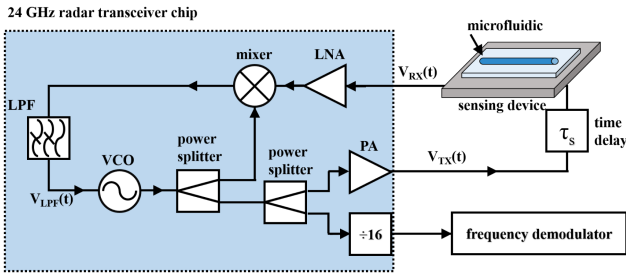 24 GHz radar transceiver chip
microfluidic
mixer
LNA
V_RX(t)
sensing device
LPF
VCO
power
splitter
power
splitter
PA
τ_S
time
delay
V_TX(t)
V_LPF(t)
÷16
frequency demodulator